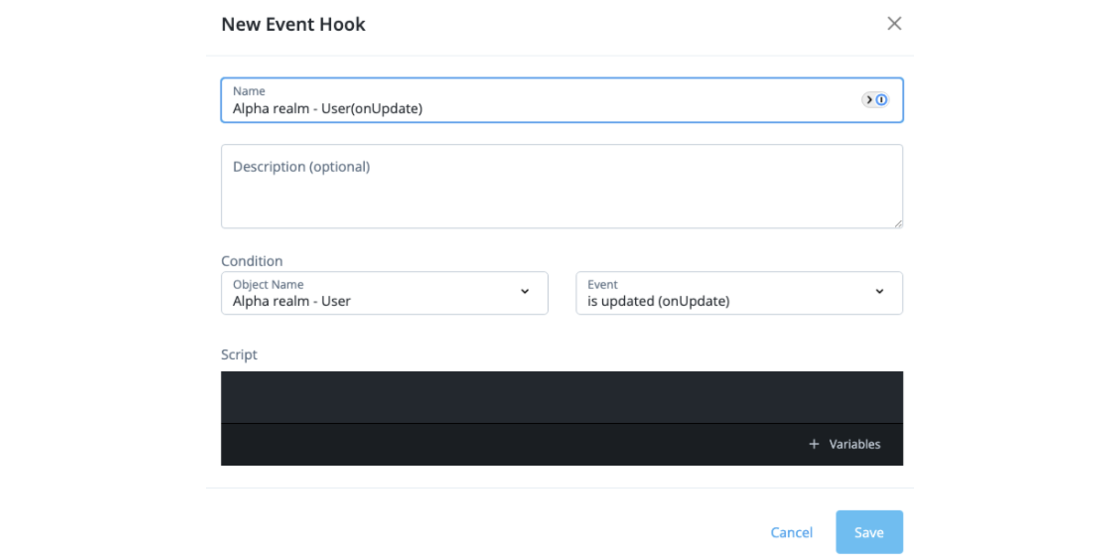 New Event Hook
Name
Alpha realm - User(onUpdate)
Description (optional)
Condition
Object Name
Alpha realm - User
Event
is updated (onUpdate)
Script
+ Variables
Cancel
Save